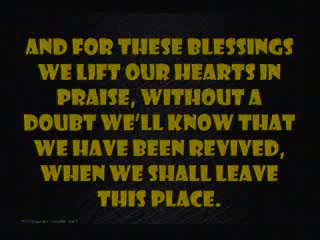 AND FOR THESE BLESSINGS
WE LIFT OUR HEARTS IN
PRAISE, WITHOUT A
DOUBT WE'LL KNOW THAT
WE HAVE BEEN REVIVED,
WHEN WE SHALL LEAVE
THIS PLACE.